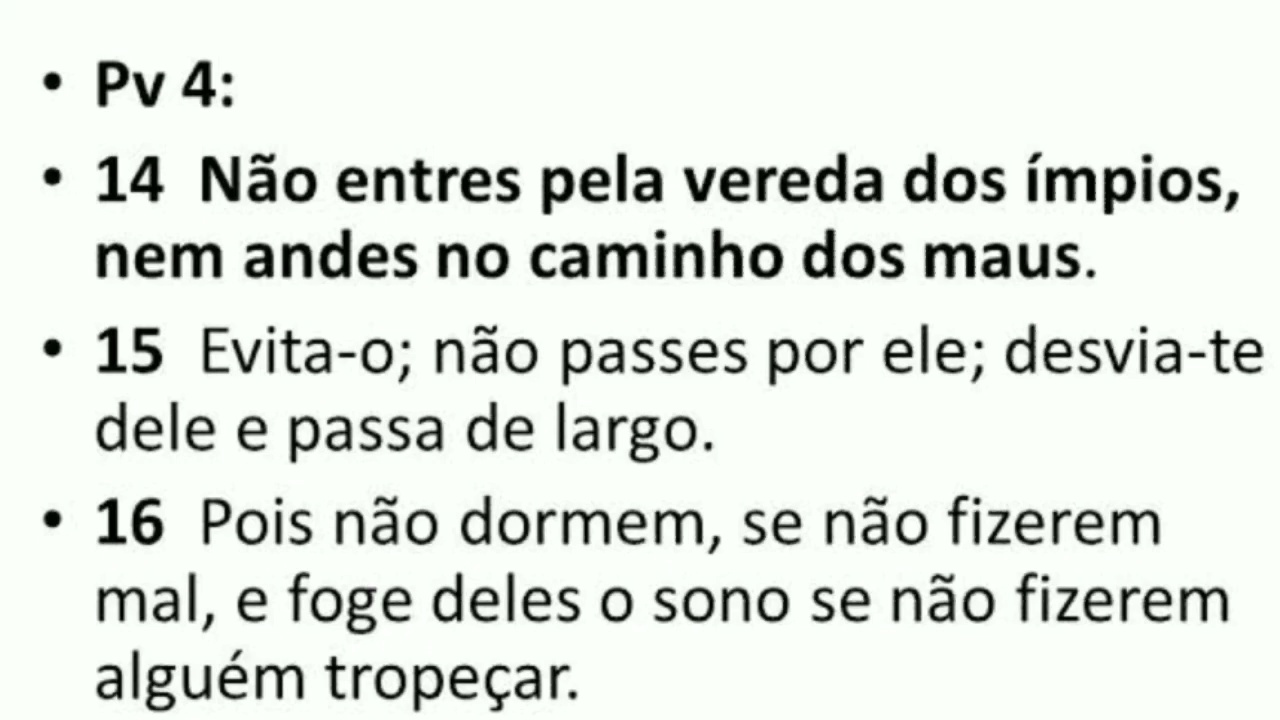 • Pv 4:
• 14 Não entres pela vereda dos ímpios,
nem andes no caminho dos maus.
• 15 Evita-o; não passes por ele; desvia-te
dele e passa de largo.
• 16 Pois não dormem, se não fizerem
mal, e foge deles o sono se não fizerem
alguém tropeçar.